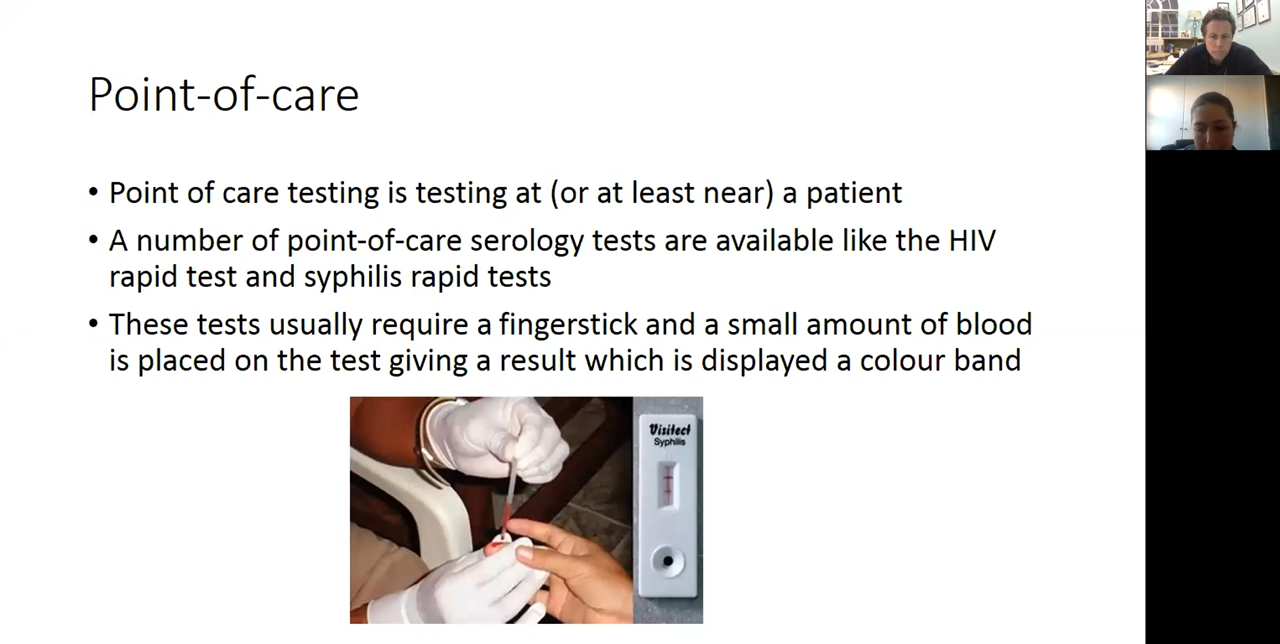 Point-of-care
• Point of care testing is testing at (or at least near) a patient
• A number of point-of-care serology tests are available like the HIV
rapid test and syphilis rapid tests
• These tests usually require a fingerstick and a small amount of blood
is placed on the test giving a result which is displayed a colour band
Visitect
Syphilis